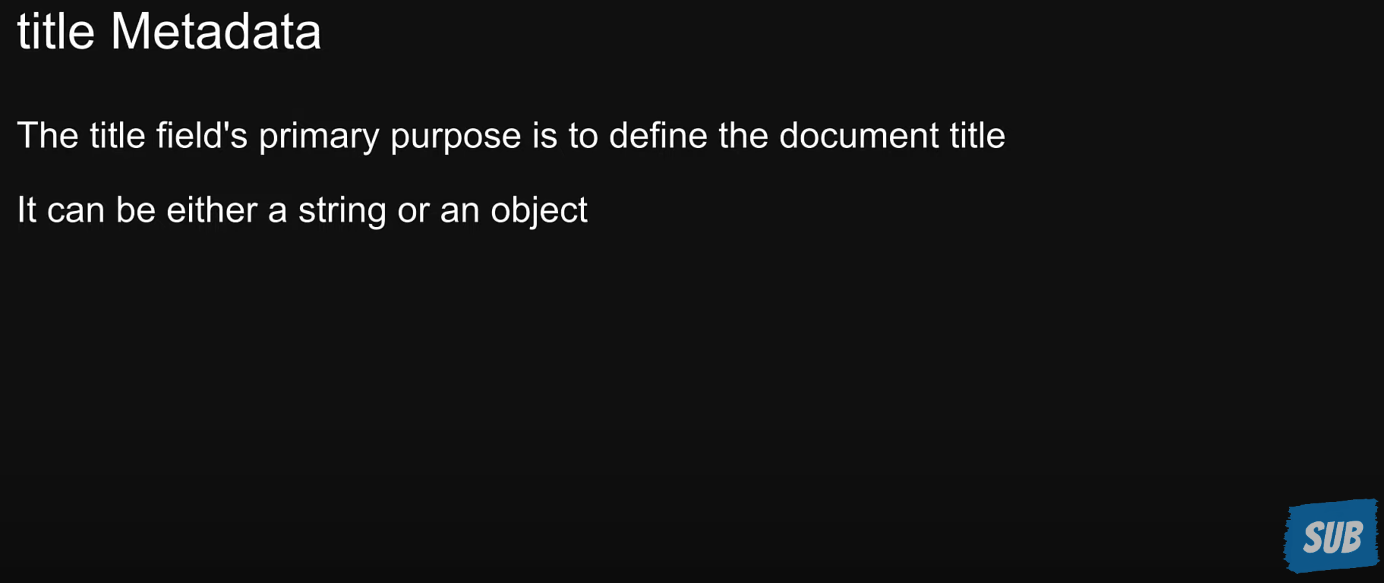 title Metadata
The title field's primary purpose is to define the document title
It can be either a string or an object
SUB